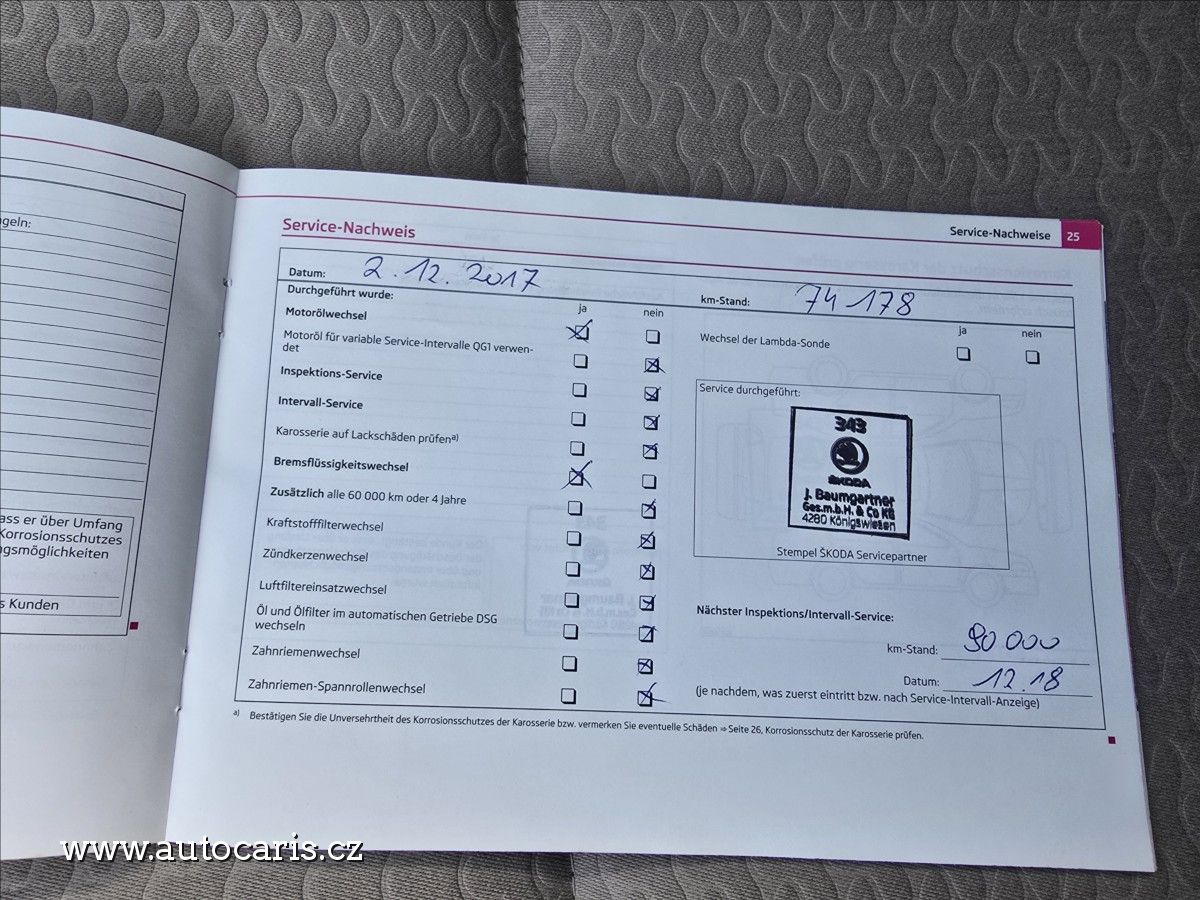 geln:
ass er über Umfang
Korrosionsschutzes
ngsmöglichkeiten
s Kunden
Service-Nachweis
Service-Nachweise 25
Datum: 2.12.2017
km-Stand: 74 178
Durchgeführt wurde:
ja nein
Motorölwechsel
Motoröl für variable Service-Intervalle QG1 verwen-
det
Inspektions-Service
Intervall-Service
Karosserie auf Lackschäden prüfena)
Bremsflüssigkeitswechsel
Zusätzlich alle 60 000 km oder 4 Jahre
Kraftstofffilterwechsel
Zündkerzenwechsel
Luftfiltereinsatzwechsel
Öl und Ölfilter im automatischen Getriebe DSG
wechseln
Zahnriemenwechsel
Zahnriemen-Spannrollenwechsel
ja nein
Wechsel der Lambda-Sonde
Service durchgeführt:
343
ŠKODA
J. Baumgartner
Ges.m.b.H. & Co KG
4280 Königswiesen
Stempel ŠKODA Servicepartner
Nächster Inspektions/Intervall-Service:
km-Stand: 90 000
Datum: 12.18
(je nachdem, was zuerst eintritt bzw. nach Service-Intervall-Anzeige)
a) Bestätigen Sie die Unversehrtheit des Korrosionsschutzes der Karosserie bzw. vermerken Sie eventuelle Schäden ⇒ Seite 26, Korrosionsschutz der Karosserie prüfen.
www.autocaris.cz